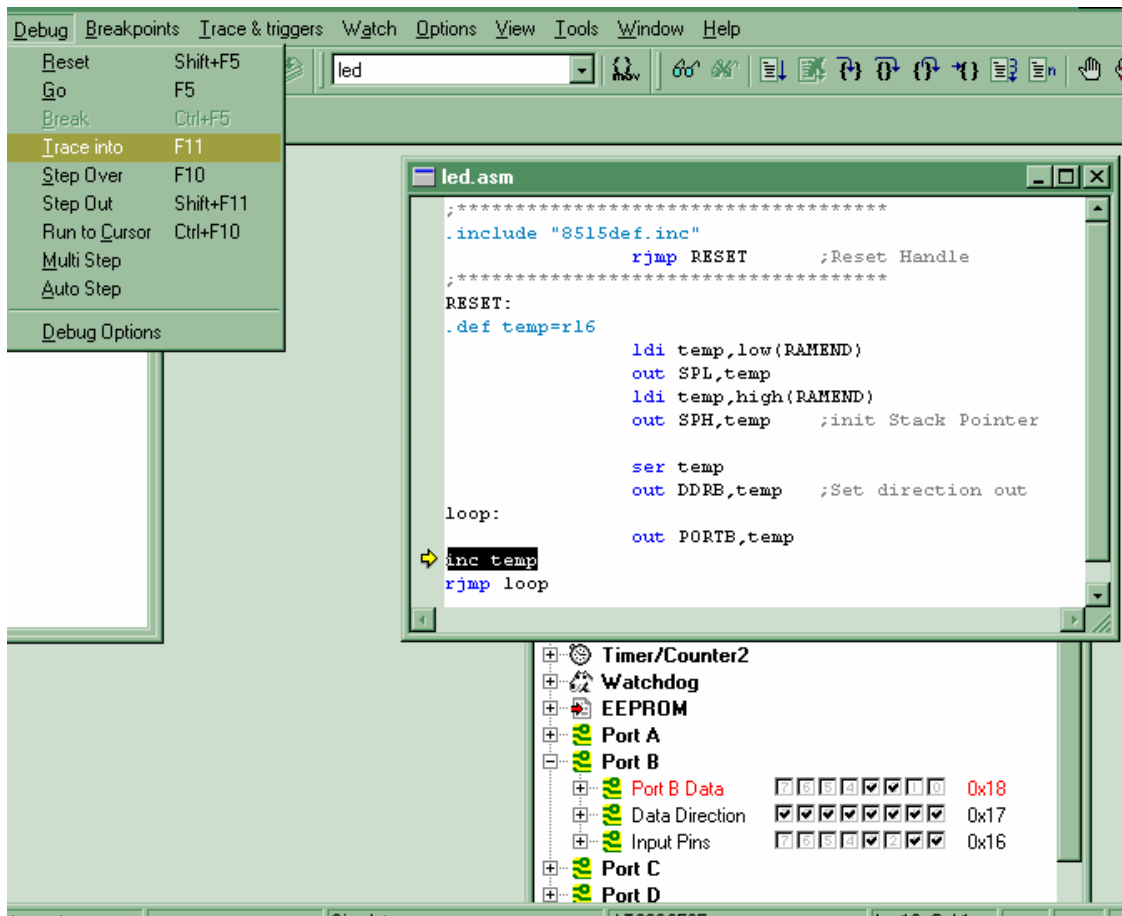 Debug Breakpoints Trace & triggers Watch Options View Tools Window Help
Reset Shift+F5
Go F5
Break Ctrl+F5
Trace into F11
Step Over F10
Step Out Shift+F11
Run to Cursor Ctrl+F10
Multi Step
Auto Step
Debug Options
led
mov
led.asm
;*************************************
.include "8515def.inc"
rjmp RESET ;Reset Handle
;*************************************
RESET:
.def temp=r16
ldi temp,low(RAMEND)
out SPL,temp
ldi temp,high(RAMEND)
out SPH,temp ;init Stack Pointer
ser temp
out DDRB,temp ;Set direction out
loop:
out PORTB,temp
inc temp
rjmp loop
Timer/Counter2
Watchdog
EEPROM
Port A
Port B
Port B Data 7 6 5 4 1 0 0x18
Data Direction 0x17
Input Pins 7 6 5 4 2 0x16
Port C
Port D